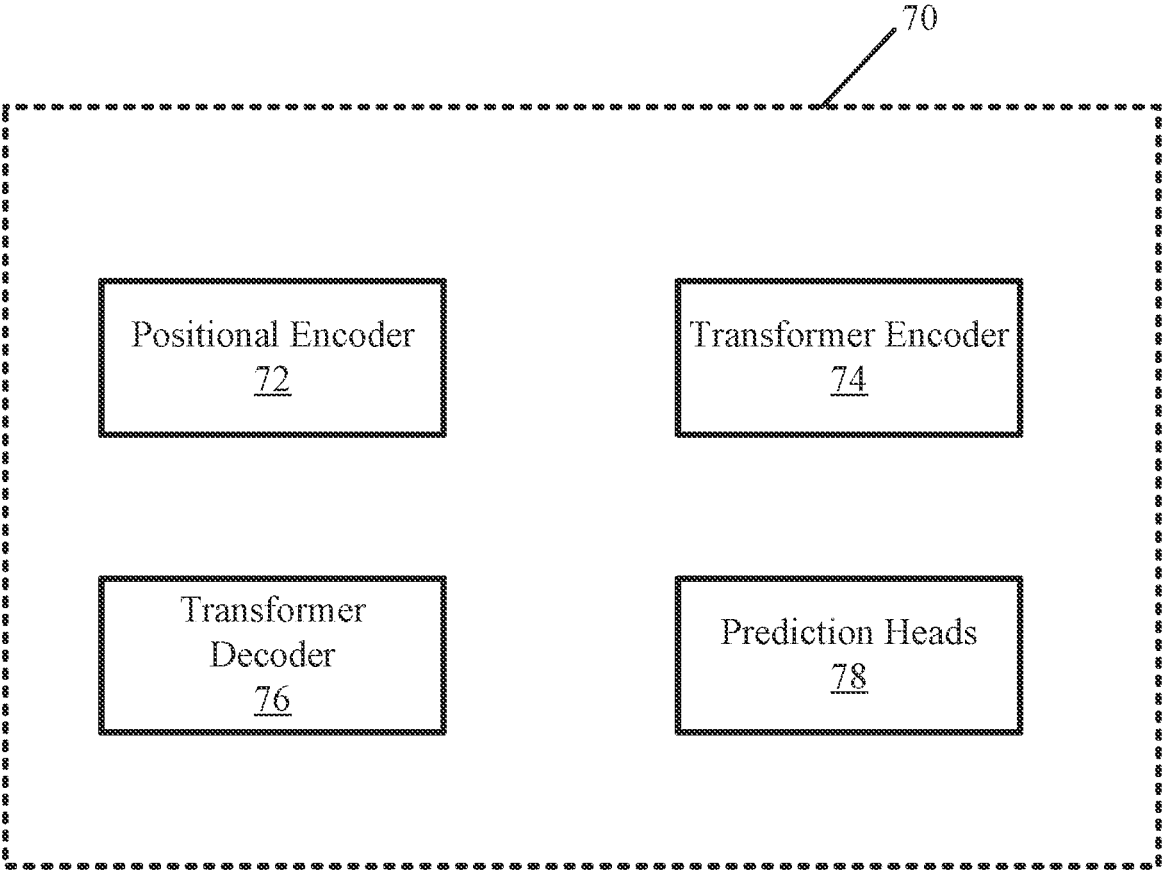 70
Positional Encoder
72
Transformer Encoder
74
Transformer
Decoder
76
Prediction Heads
78